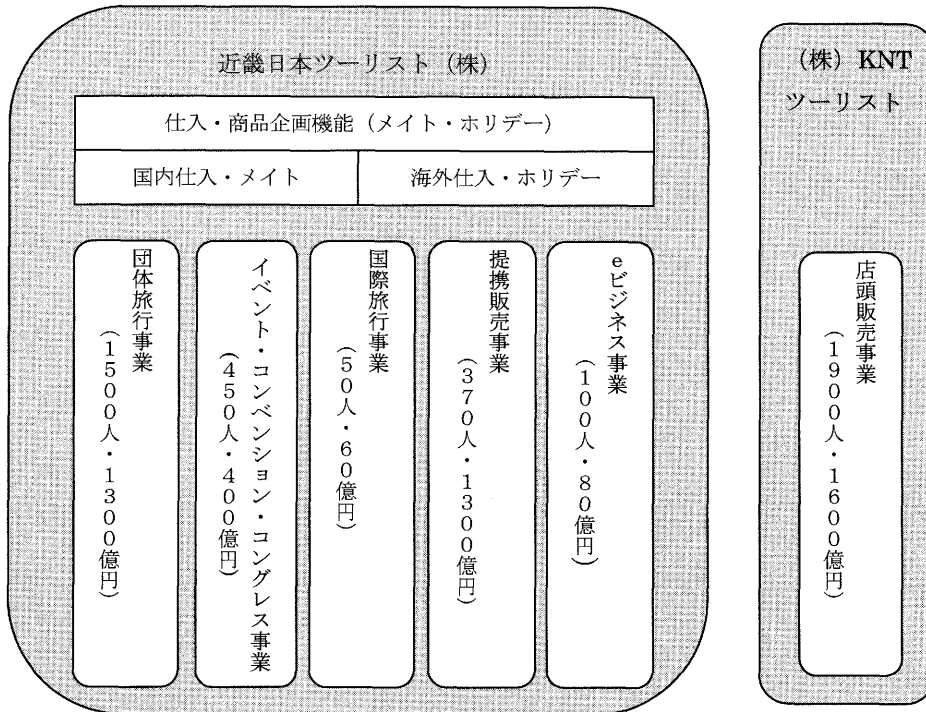 近畿日本ツーリスト（株）
仕入・商品企画機能（メイト・ホリデー）
国内仕入・メイト
海外仕入・ホリデー
団体旅行事業
（１５００人・１３００億円）
イベント・コンベンション・コングレス事業
（４５０人・４００億円）
国際旅行事業
（５０人・６０億円）
提携販売事業
（３７０人・１３００億円）
ｅビジネス事業
（１００人・８０億円）
（株）KNT
ツーリスト
店頭販売事業
（１９００人・１６００億円）